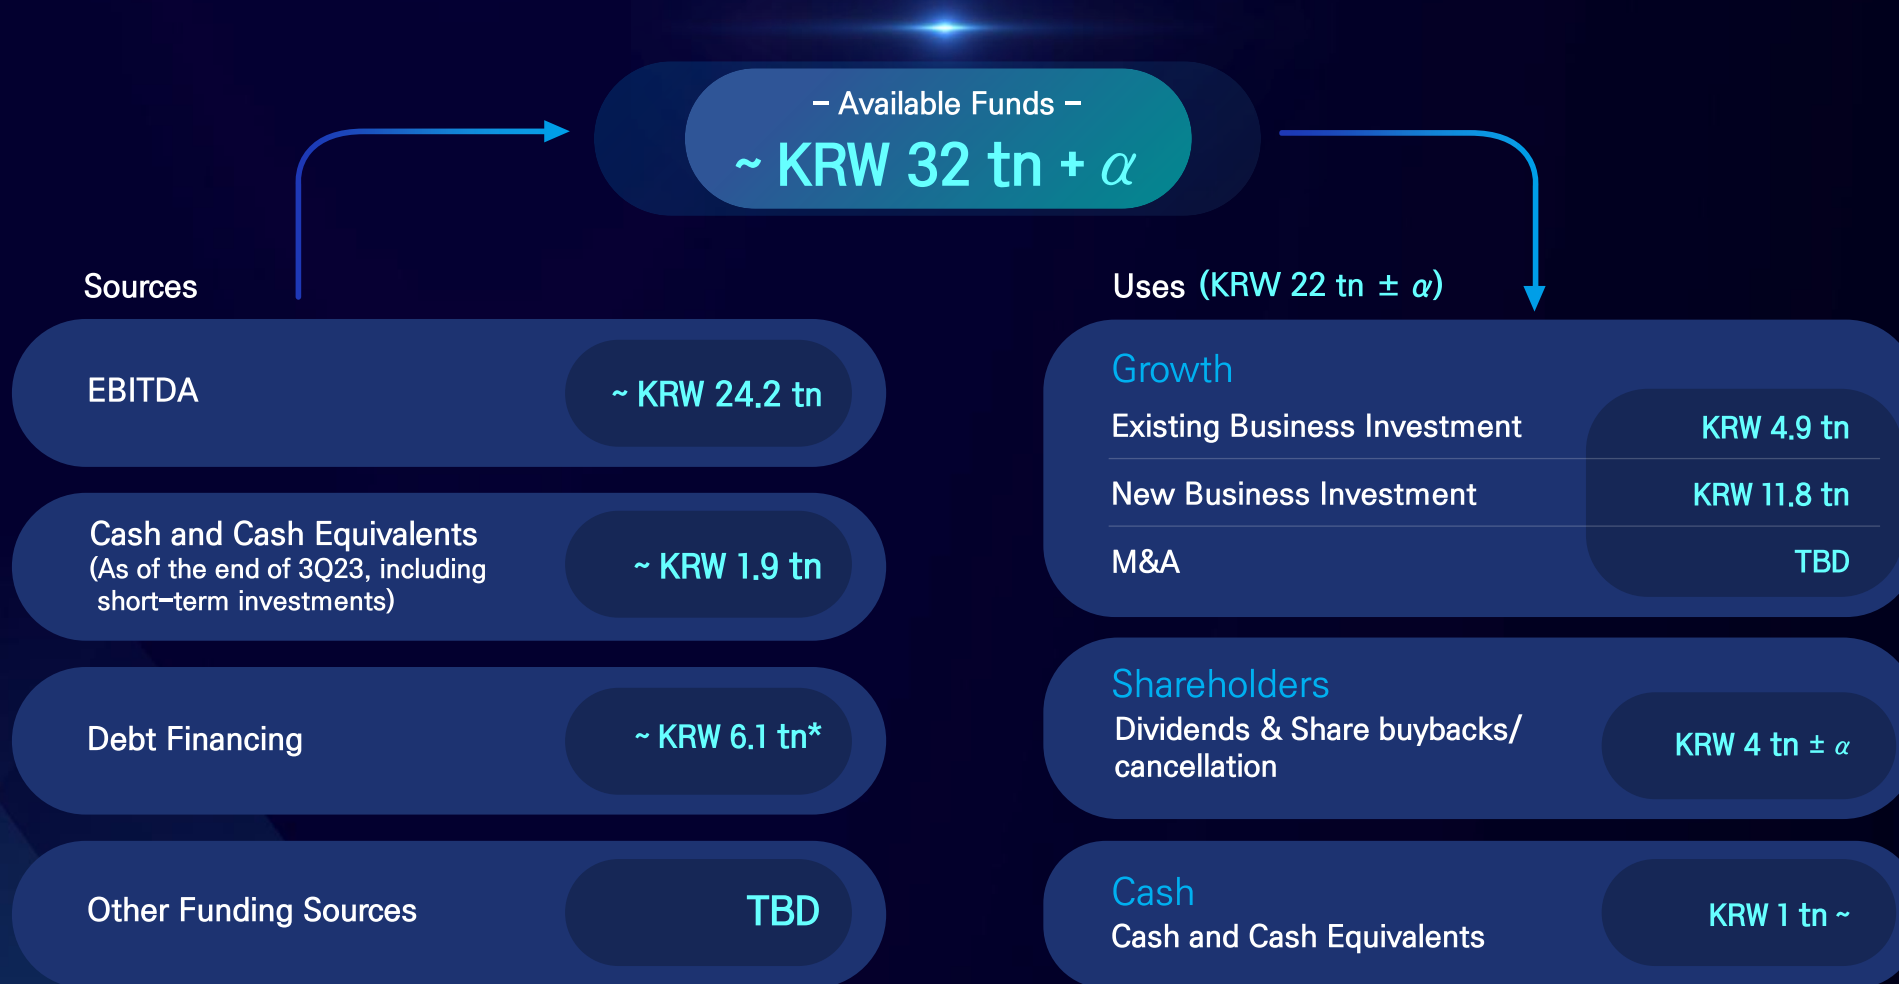 – Available Funds –
~ KRW 32 tn + α
Sources
EBITDA
~ KRW 24.2 tn
Cash and Cash Equivalents
(As of the end of 3Q23, including
short-term investments)
~ KRW 1.9 tn
Debt Financing
~ KRW 6.1 tn*
Other Funding Sources
TBD
Uses (KRW 22 tn ± α)
Growth
Existing Business Investment
KRW 4.9 tn
New Business Investment
KRW 11.8 tn
M&A
TBD
Shareholders
Dividends & Share buybacks/
cancellation
KRW 4 tn ± α
Cash
Cash and Cash Equivalents
KRW 1 tn ~